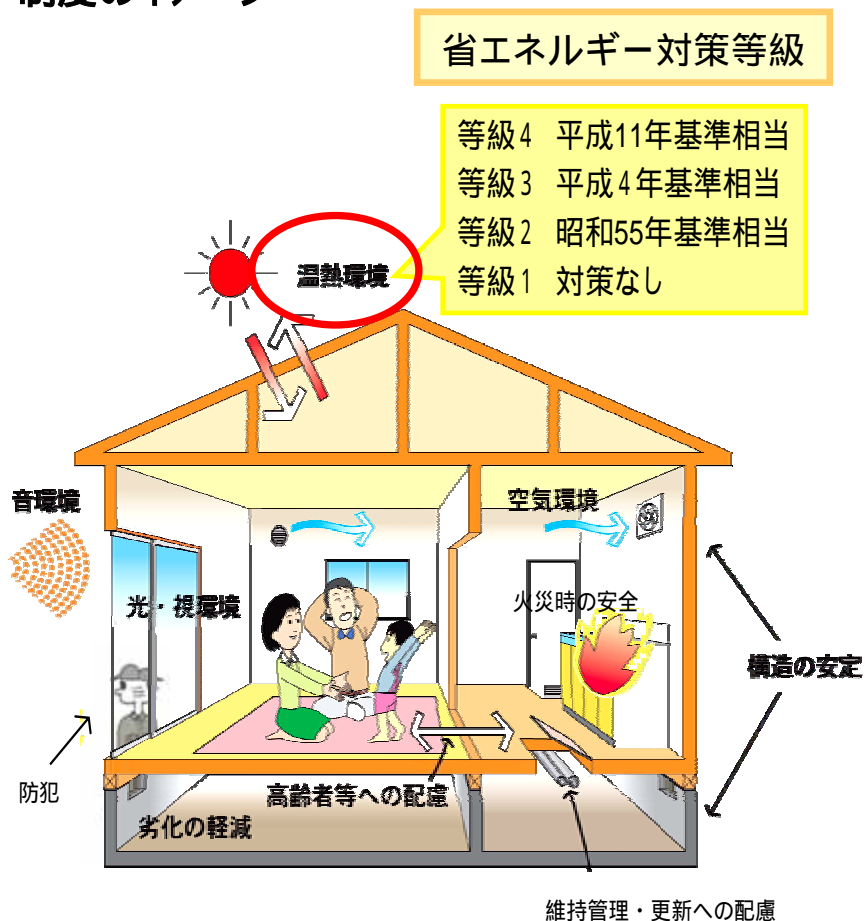 省エネルギー対策等級
等級4 平成11年基準相当
等級3 平成4年基準相当
等級2 昭和55年基準相当
等級1 対策なし
温熱環境
音環境
空気環境
光・視環境
火災時の安全
構造の安定
防犯
高齢者等への配慮
劣化の軽減
維持管理・更新への配慮